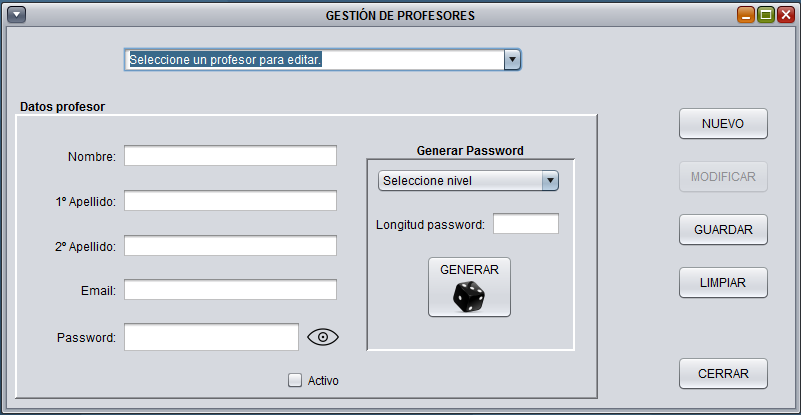 GESTIÓN DE PROFESORES
Seleccione un profesor para editar.
Datos profesor
Nombre:
1º Apellido:
2º Apellido:
Email:
Password:
Activo
Generar Password
Seleccione nivel
Longitud password:
GENERAR
NUEVO
MODIFICAR
GUARDAR
LIMPIAR
CERRAR